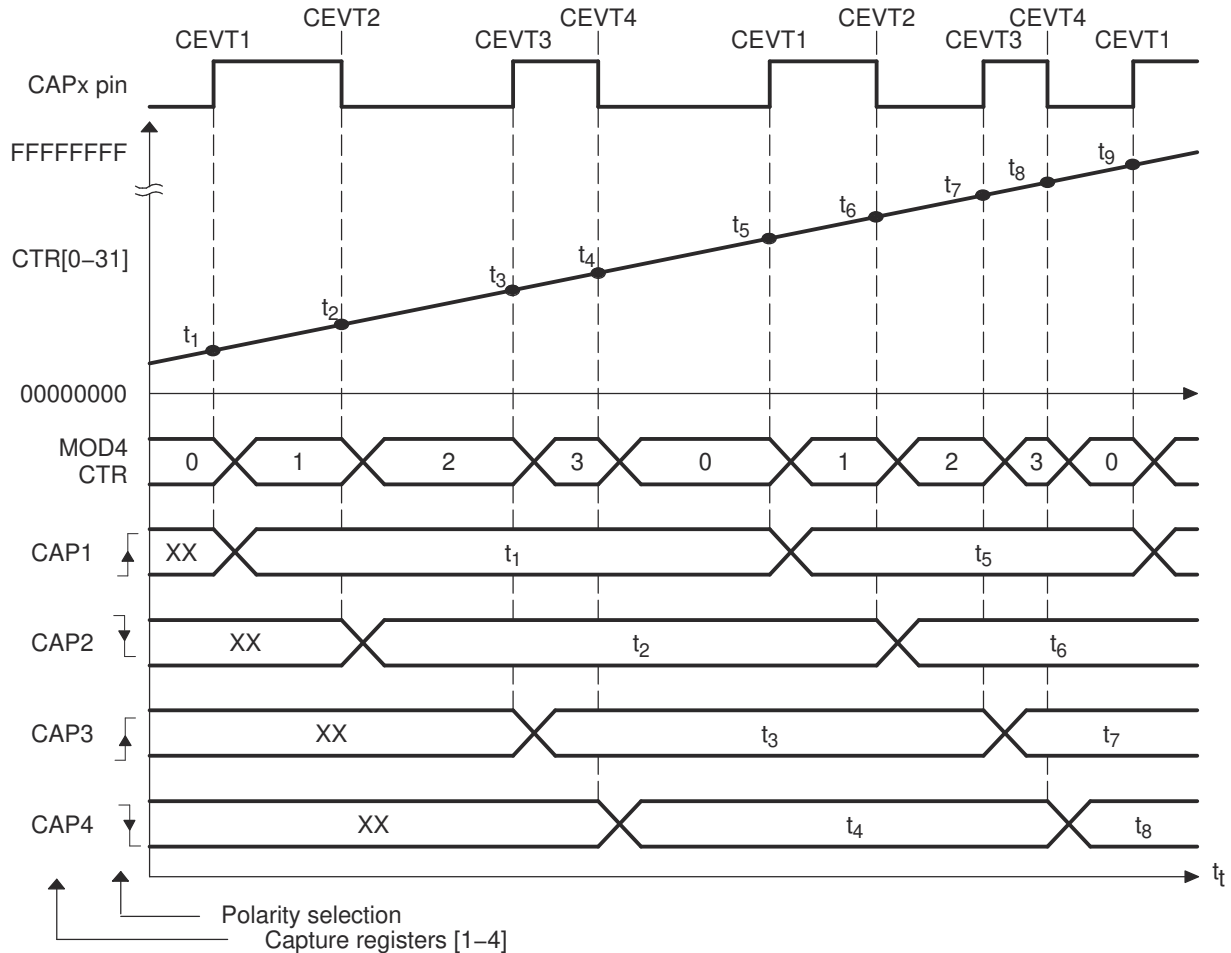 CEVT2 CEVT4 CEVT2 CEVT4
CEVT1 CEVT3 CEVT1 CEVT3 CEVT1
CAPx pin
FFFFFFFF
t9
t8
t7
t6
t5
CTR[0−31]
t4
t3
t2
t1
00000000
MOD4
CTR
0 1 2 3 0 1 2 3 0
CAP1 XX t1 t5
CAP2 XX t2 t6
CAP3 XX t3 t7
CAP4 XX t4 t8
tt
Polarity selection
Capture registers [1−4]